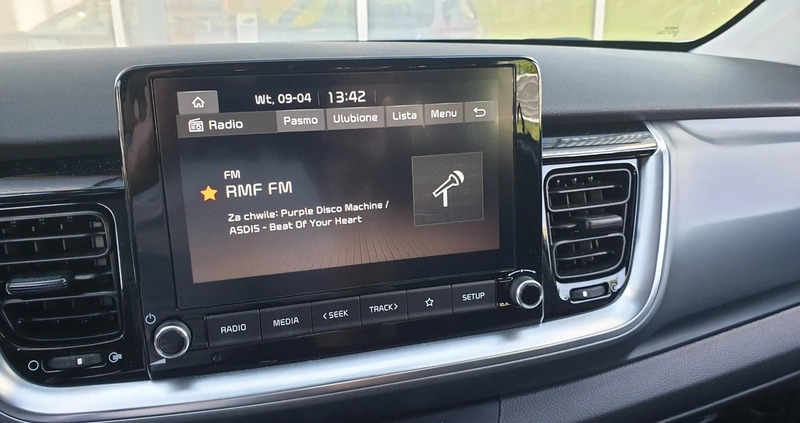 Wt, 09-04 13:42
Radio Pasmo Ulubione Lista Menu
FM
RMF FM
Za chwile: Purple Disco Machine /
ASDIS - Beat Of Your Heart
RADIO MEDIA <SEEK TRACK> SETUP